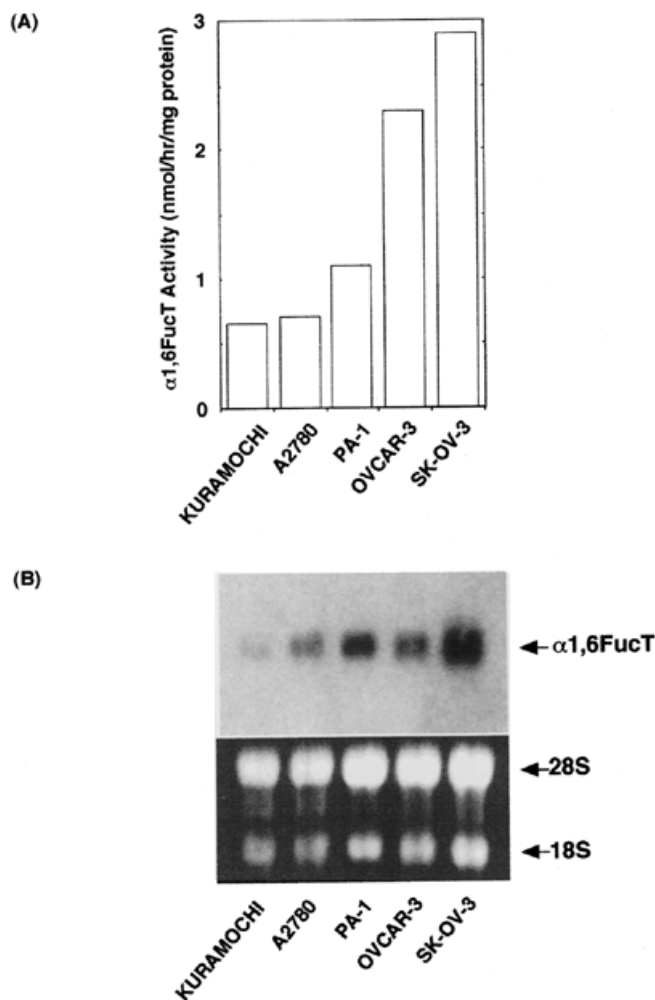 (A)
α1,6FucT Activity (nmol/hr/mg protein)
3
2
1
0
KURAMOCHI
A2780
PA-1
OVCAR-3
SK-OV-3
(B)
α1,6FucT
28S
18S
KURAMOCHI
A2780
PA-1
OVCAR-3
SK-OV-3